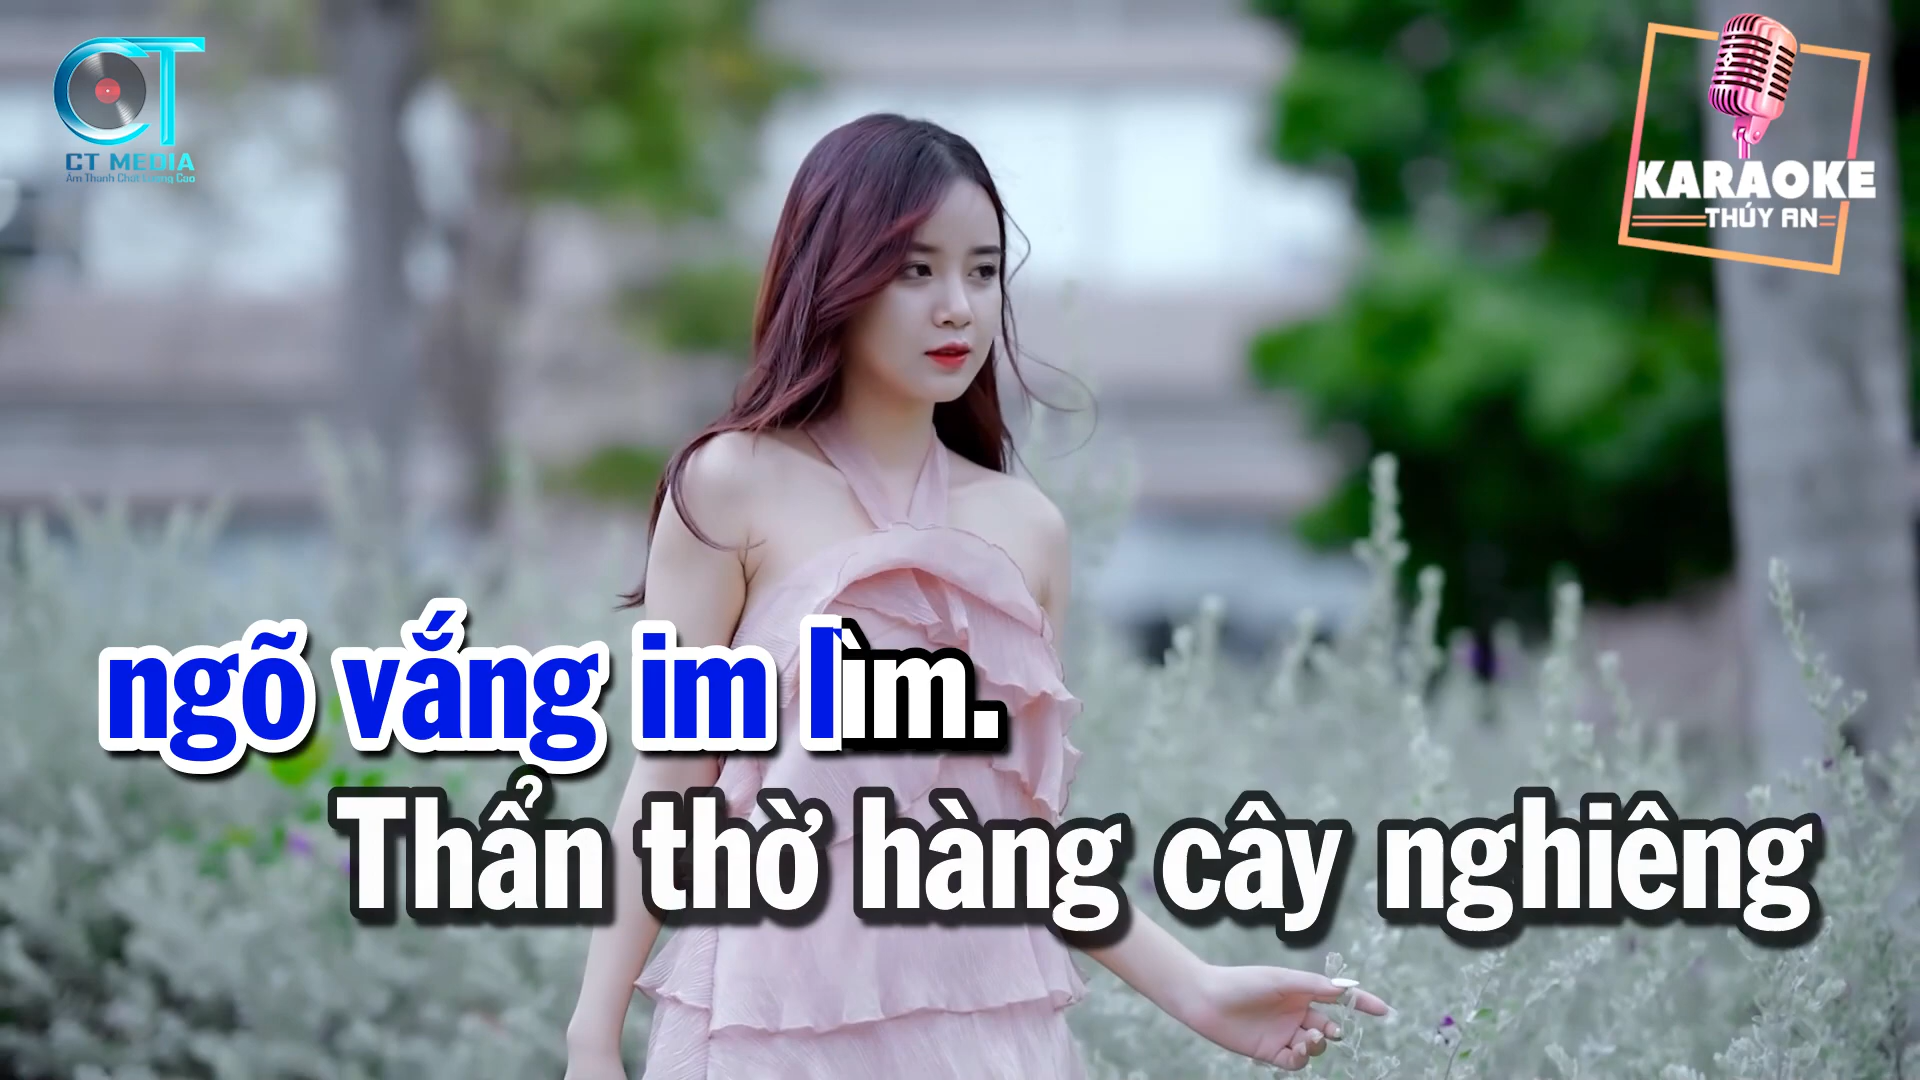 CT
CT MEDIA
Âm Thanh Chất Lượng Cao
KARAOKE
THÚY AN
ngõ vắng im lìm.
Thẩn thờ hàng cây nghiêng